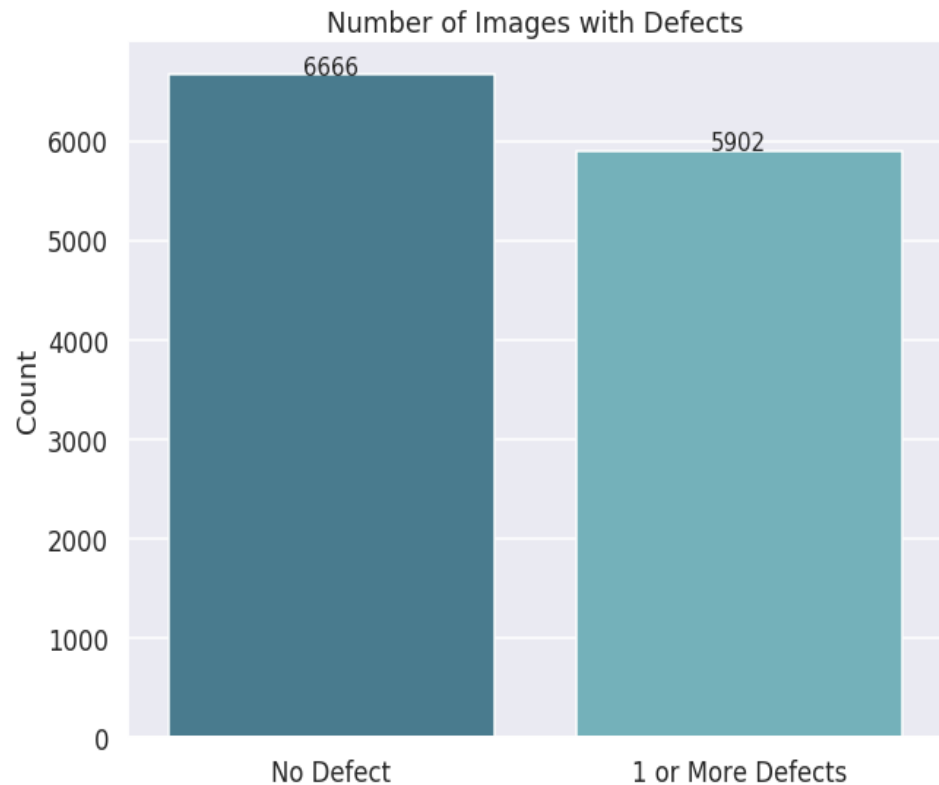 Number of Images with Defects
6666
5902
6000
5000
4000
3000
2000
1000
0
Count
No Defect
1 or More Defects